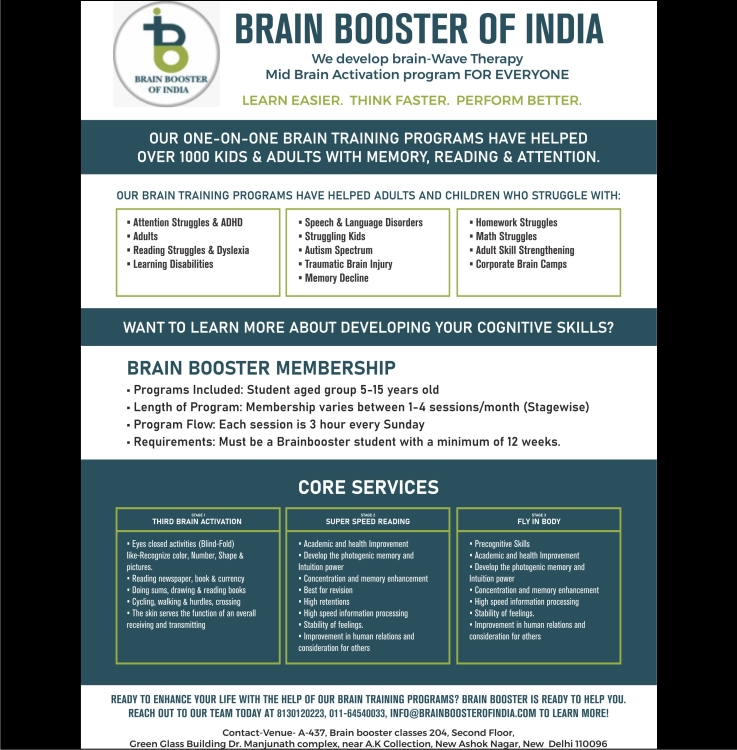 BRAIN BOOSTER
OF INDIA
BRAIN BOOSTER OF INDIA
We develop brain-Wave Therapy
Mid Brain Activation program FOR EVERYONE
LEARN EASIER. THINK FASTER. PERFORM BETTER.
OUR ONE-ON-ONE BRAIN TRAINING PROGRAMS HAVE HELPED
OVER 1000 KIDS & ADULTS WITH MEMORY, READING & ATTENTION.
OUR BRAIN TRAINING PROGRAMS HAVE HELPED ADULTS AND CHILDREN WHO STRUGGLE WITH:
▪ Attention Struggles & ADHD
▪ Adults
▪ Reading Struggles & Dyslexia
▪ Learning Disabilities
▪ Speech & Language Disorders
▪ Struggling Kids
▪ Autism Spectrum
▪ Traumatic Brain Injury
▪ Memory Decline
▪ Homework Struggles
▪ Math Struggles
▪ Adult Skill Strengthening
▪ Corporate Brain Camps
WANT TO LEARN MORE ABOUT DEVELOPING YOUR COGNITIVE SKILLS?
BRAIN BOOSTER MEMBERSHIP
▪ Programs Included: Student aged group 5-15 years old
▪ Length of Program: Membership varies between 1-4 sessions/month (Stagewise)
▪ Program Flow: Each session is 3 hour every Sunday
▪ Requirements: Must be a Brainbooster student with a minimum of 12 weeks.
CORE SERVICES
STAGE 1
THIRD BRAIN ACTIVATION
• Eyes closed activities (Blind-Fold)
like-Recognize color, Number, Shape &
pictures.
• Reading newspaper, book & currency
• Doing sums, drawing & reading books
• Cycling, walking & hurdles, crossing
• The skin serves the function of an overall
receiving and transmitting
STAGE 2
SUPER SPEED READING
• Academic and health Improvement
• Develop the photogenic memory and
Intuition power
• Concentration and memory enhancement
• Best for revision
• High retentions
• High speed information processing
• Stability of feelings.
• Improvement in human relations and
consideration for others
STAGE 3
FLY IN BODY
• Precognitive Skills
• Academic and health Improvement
• Develop the photogenic memory and
Intuition power
• Concentration and memory enhancement
• High speed information processing
• Stability of feelings.
• Improvement in human relations and
consideration for others
READY TO ENHANCE YOUR LIFE WITH THE HELP OF OUR BRAIN TRAINING PROGRAMS? BRAIN BOOSTER IS READY TO HELP YOU.
REACH OUT TO OUR TEAM TODAY AT 8130120223, 011-64540033, INFO@BRAINBOOSTEROFINDIA.COM TO LEARN MORE!
Contact-Venue- A-437, Brain booster classes 204, Second Floor,
Green Glass Building Dr. Manjunath complex, near A.K Collection, New Ashok Nagar, New Delhi 110096